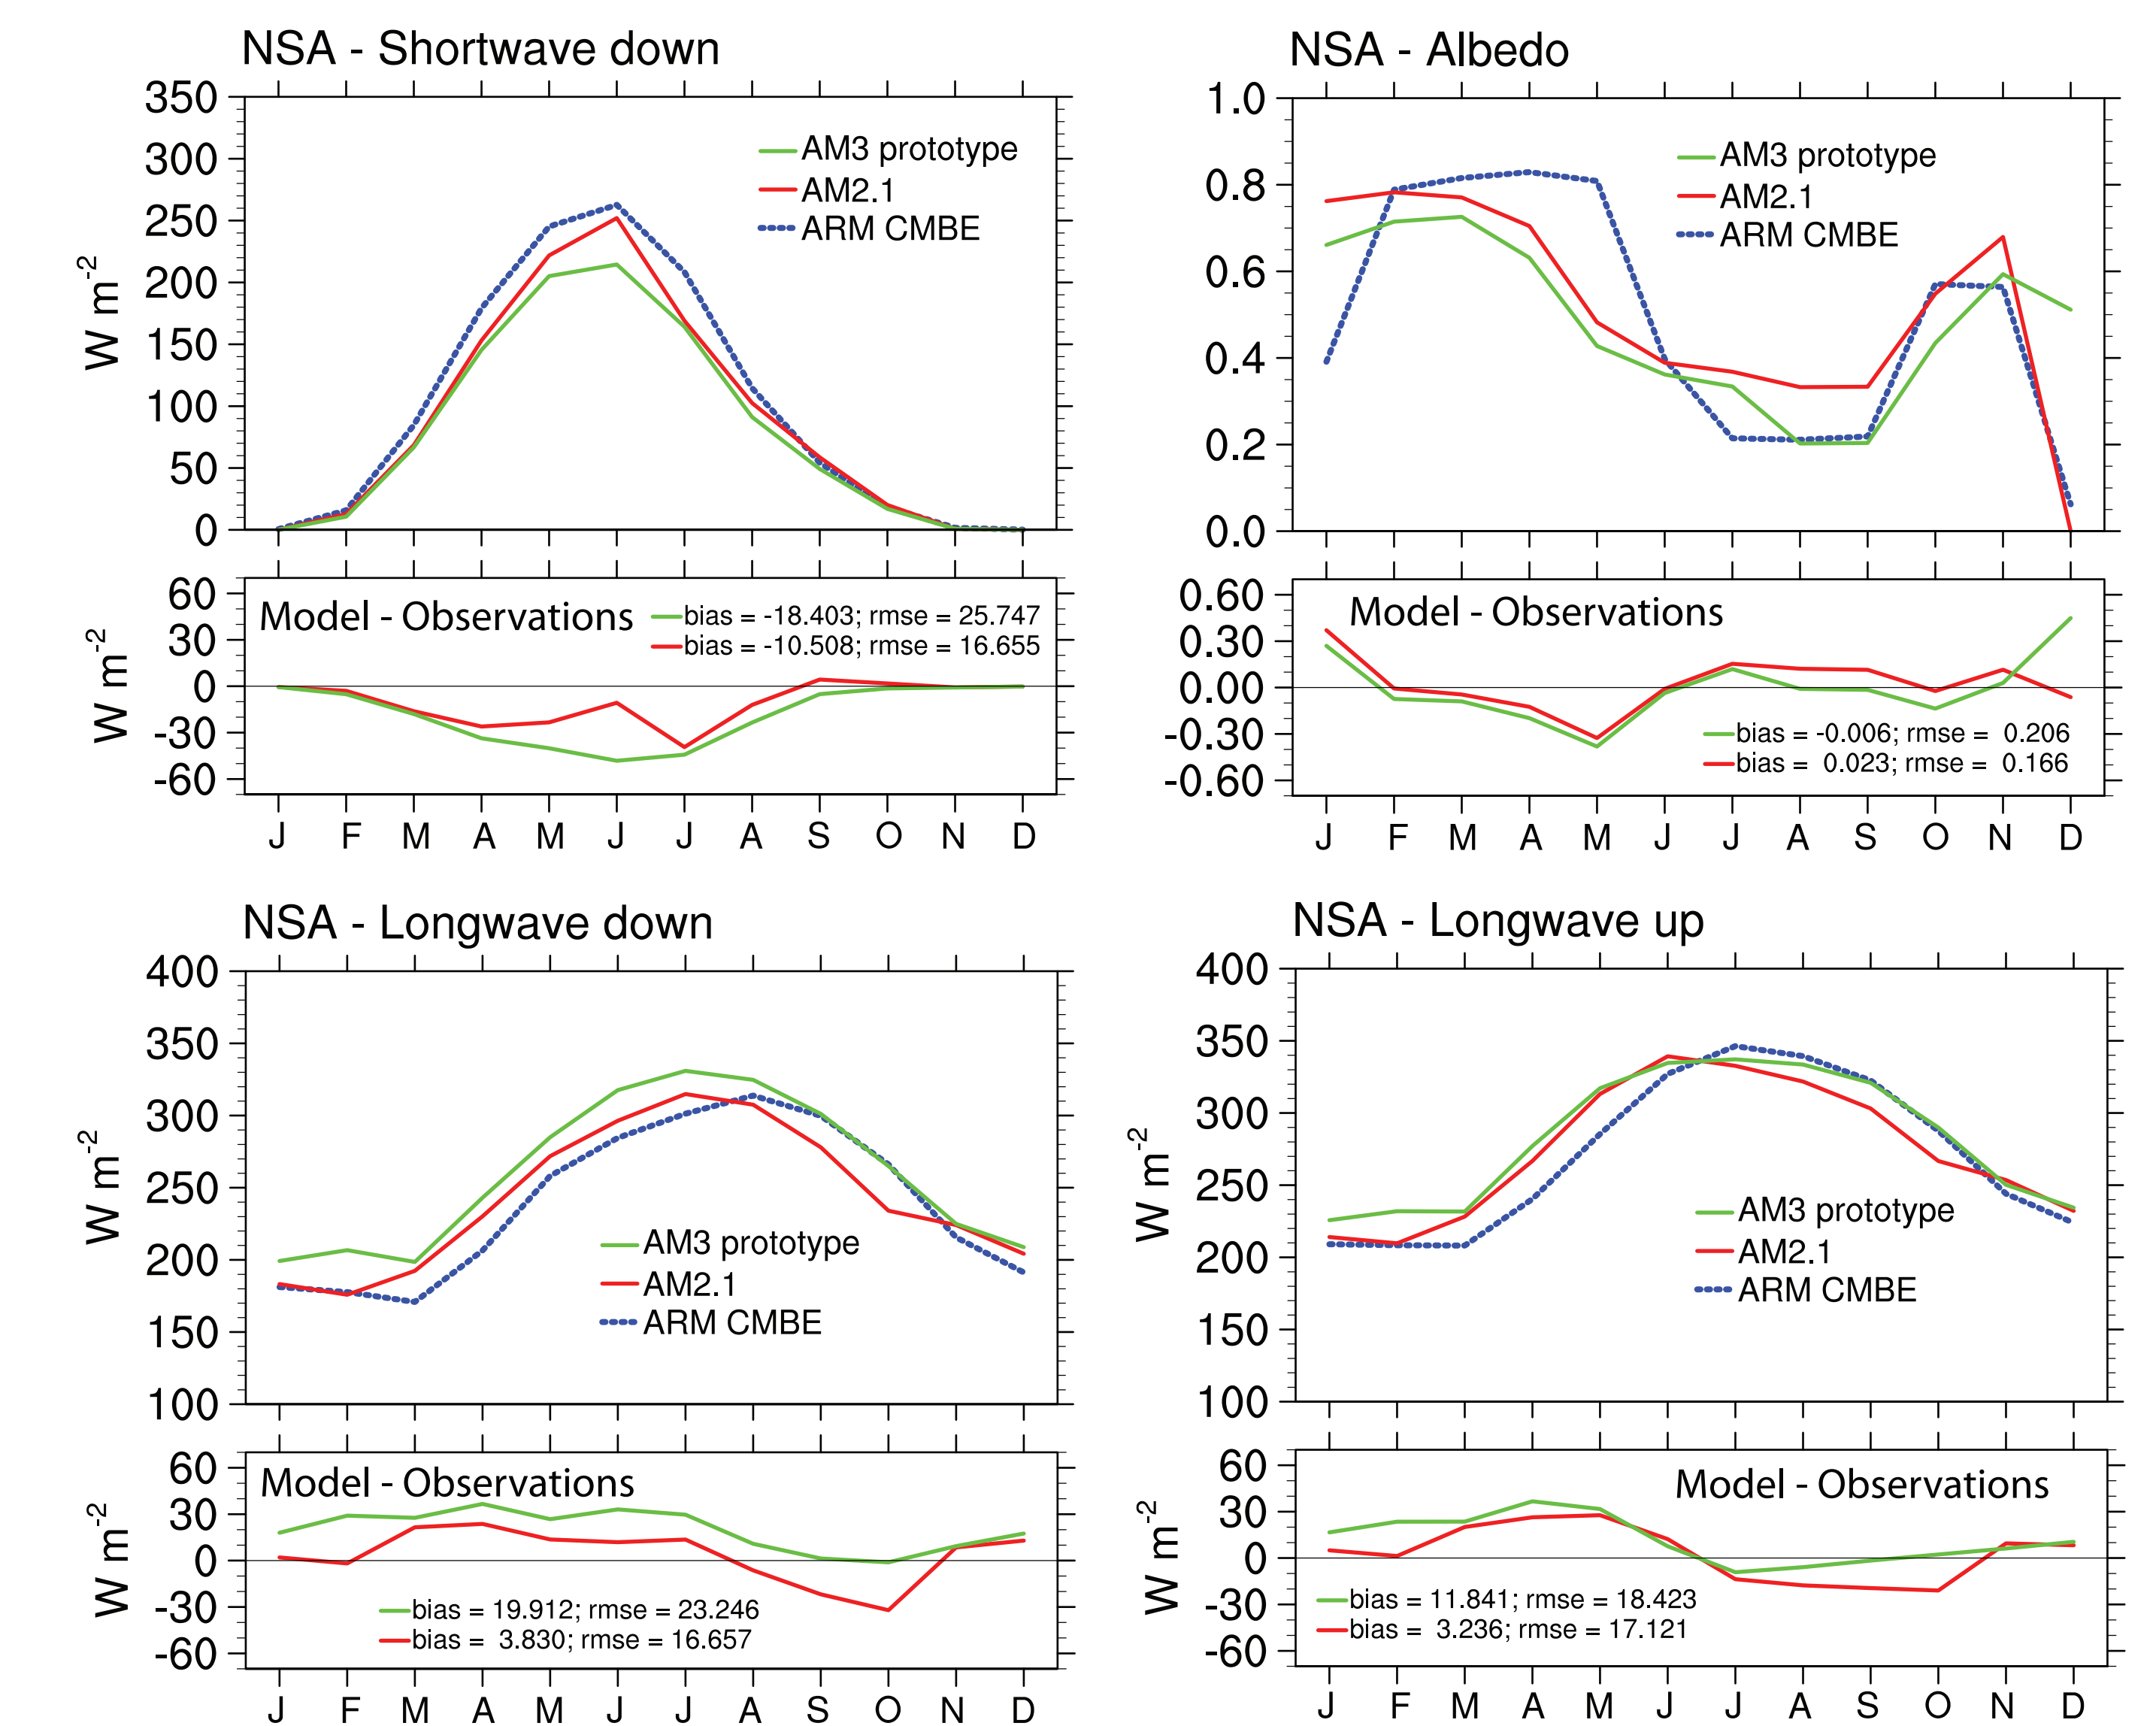 NSA - Shortwave down
350
300
250
200
150
100
50
0
W m-2
AM3 prototype
AM2.1
ARM CMBE
60
30
0
-30
-60
W m-2
Model - Observations
bias = -18.403; rmse = 25.747
bias = -10.508; rmse = 16.655
J F M A M J J A S O N D
NSA - Albedo
1.0
0.8
0.6
0.4
0.2
0.0
AM3 prototype
AM2.1
ARM CMBE
0.60
0.30
0.00
-0.30
-0.60
Model - Observations
bias = -0.006; rmse = 0.206
bias = 0.023; rmse = 0.166
J F M A M J J A S O N D
NSA - Longwave down
400
350
300
250
200
150
100
W m-2
AM3 prototype
AM2.1
ARM CMBE
60
30
0
-30
-60
W m-2
Model - Observations
bias = 19.912; rmse = 23.246
bias = 3.830; rmse = 16.657
J F M A M J J A S O N D
NSA - Longwave up
400
350
300
250
200
150
100
W m-2
AM3 prototype
AM2.1
ARM CMBE
60
30
0
-30
-60
W m-2
Model - Observations
bias = 11.841; rmse = 18.423
bias = 3.236; rmse = 17.121
J F M A M J J A S O N D